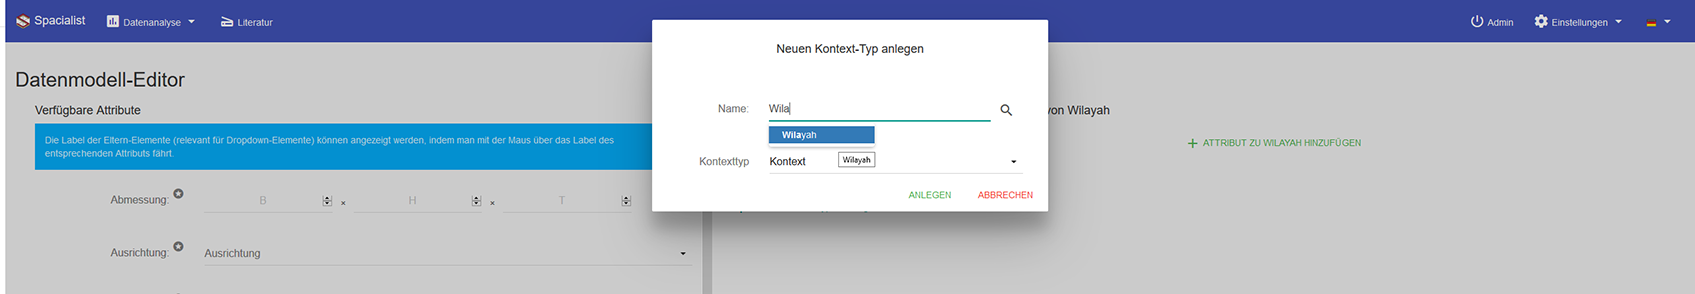 Spacialist
Datenanalyse
Literatur
Admin
Einstellungen
Datenmodell-Editor
Verfügbare Attribute
Die Label der Eltern-Elemente (relevant für Dropdown-Elemente) können angezeigt werden, indem man mit der Maus über das Label des
entsprechenden Attributs fährt.
Abmessung:
B
×
H
×
T
Ausrichtung:
Ausrichtung
Neuen Kontext-Typ anlegen
Name:
Wila
Wilayah
Kontexttyp
Kontext
Wilayah
ANLEGEN
ABBRECHEN
von Wilayah
+ ATTRIBUT ZU WILAYAH HINZUFÜGEN